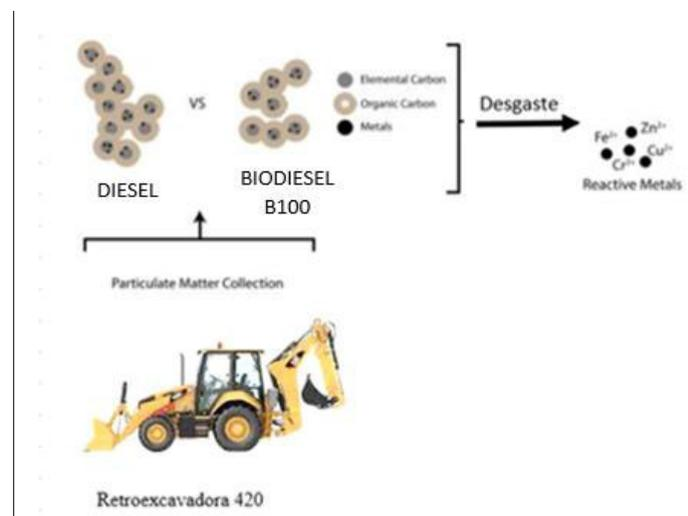 Elemental Carbon
VS
Organic Carbon
Desgaste
Metals
Fe²⁺
Zn²⁺
Cu²⁺
Cr³⁺
Reactive Metals
DIESEL
BIODIESEL
B100
Particulate Matter Collection
Retroexcavadora 420